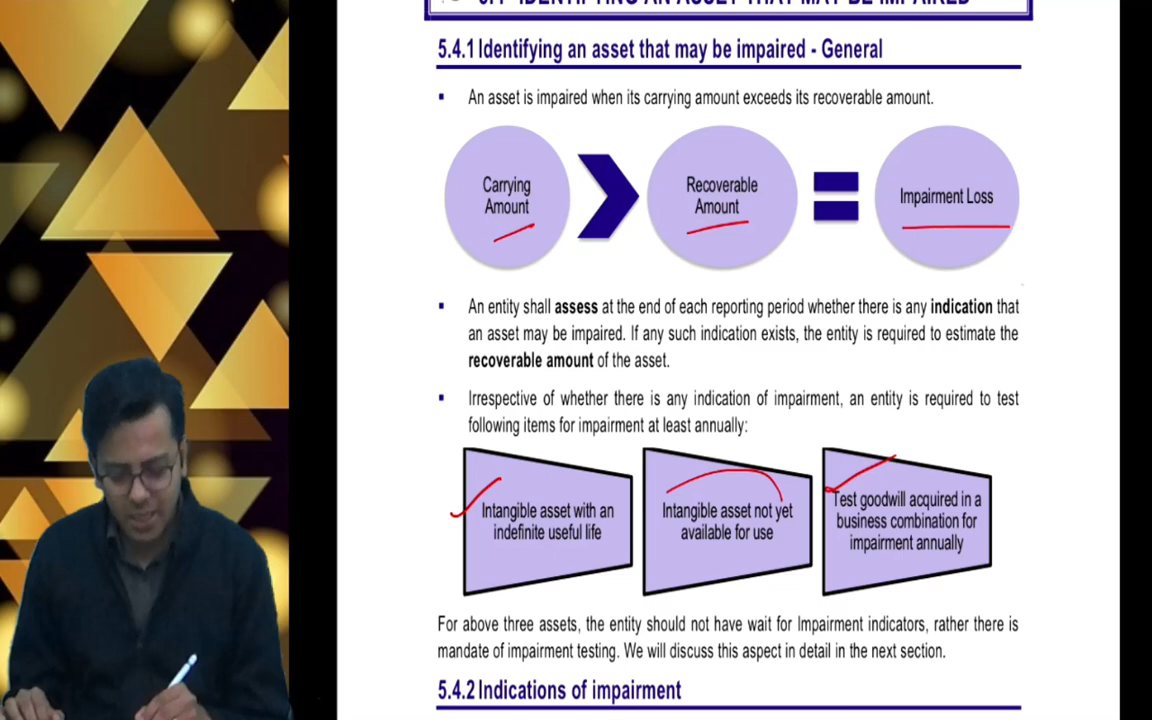 5.4.1 Identifying an asset that may be impaired - General
▪ An asset is impaired when its carrying amount exceeds its recoverable amount.
Carrying
Amount
Recoverable
Amount
Impairment Loss
▪ An entity shall assess at the end of each reporting period whether there is any indication that
an asset may be impaired. If any such indication exists, the entity is required to estimate the
recoverable amount of the asset.
▪ Irrespective of whether there is any indication of impairment, an entity is required to test
following items for impairment at least annually:
Intangible asset with an
indefinite useful life
Intangible asset not yet
available for use
Test goodwill acquired in a
business combination for
impairment annually
For above three assets, the entity should not have wait for Impairment indicators, rather there is
mandate of impairment testing. We will discuss this aspect in detail in the next section.
5.4.2 Indications of impairment